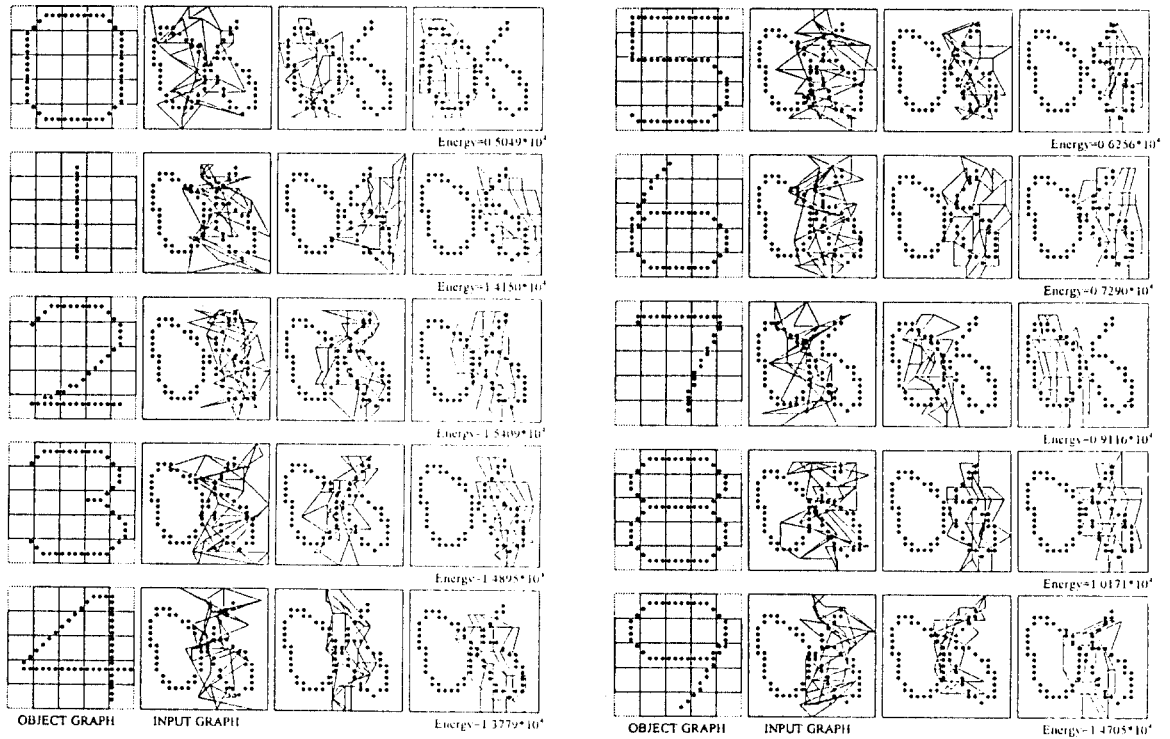 Energy=0.5049*10⁴
Energy=1.4150*10⁴
Energy=1.5409*10⁴
Energy=1.4895*10⁴
OBJECT GRAPH INPUT GRAPH Energy=1.3779*10⁴
Energy=0.6256*10⁴
Energy=0.7290*10⁴
Energy=0.9116*10⁴
Energy=1.0171*10⁴
OBJECT GRAPH INPUT GRAPH Energy=1.4705*10⁴